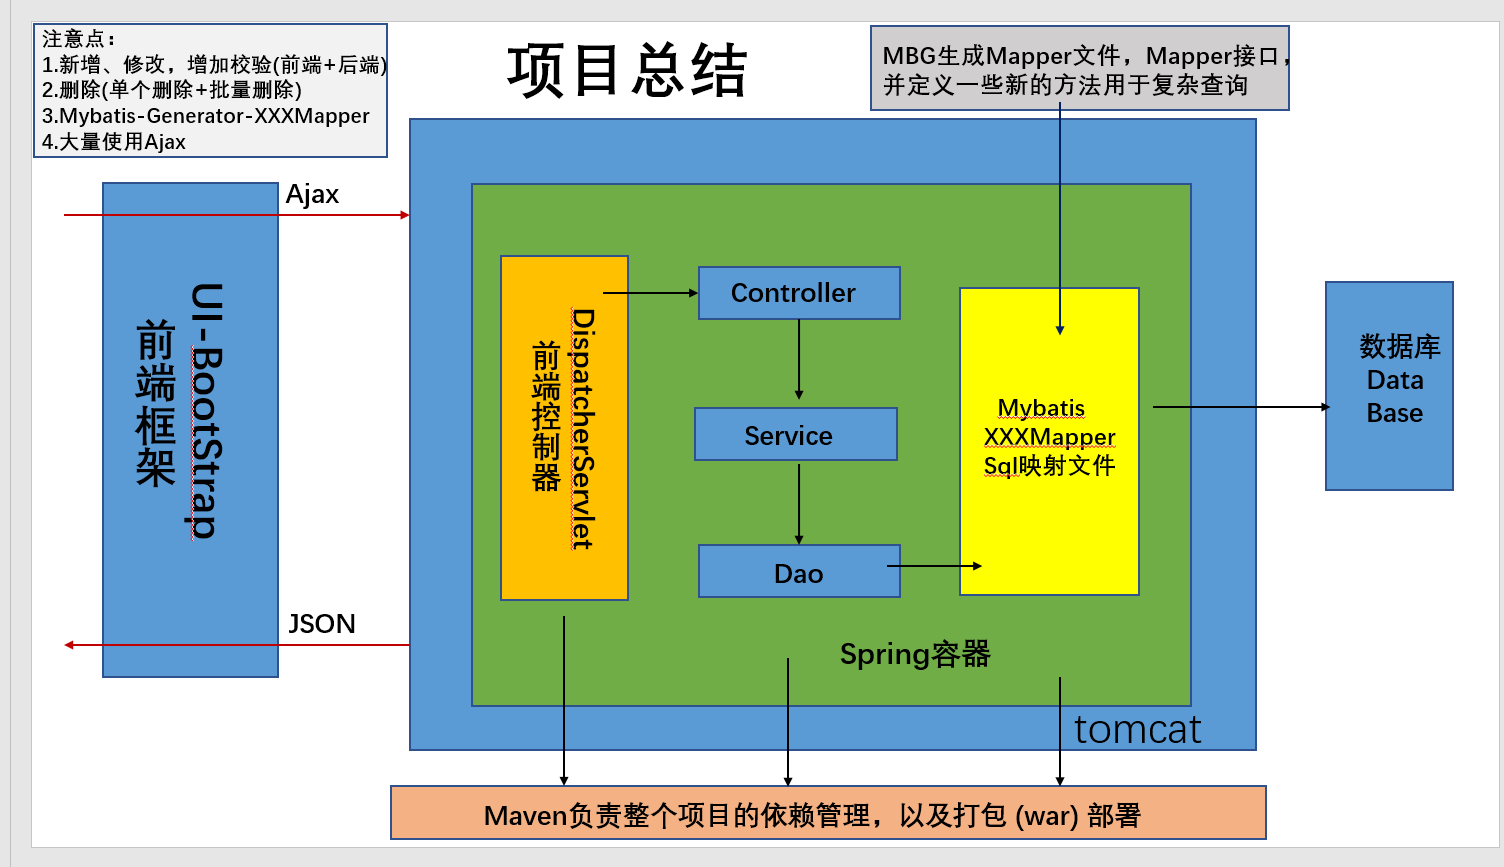 注意点：
1.新增、修改，增加校验(前端+后端)
2.删除(单个删除+批量删除)
3.Mybatis-Generator-XXXMapper
4.大量使用Ajax
项目总结
MBG生成Mapper文件，Mapper接口，
并定义一些新的方法用于复杂查询
Ajax
UI-BootStrap
前端框架
JSON
DispatcherServlet
前端控制器
Controller
Service
Dao
Mybatis
XXXMapper
Sql映射文件
数据库
Data
Base
Spring容器
tomcat
Maven负责整个项目的依赖管理，以及打包 (war) 部署